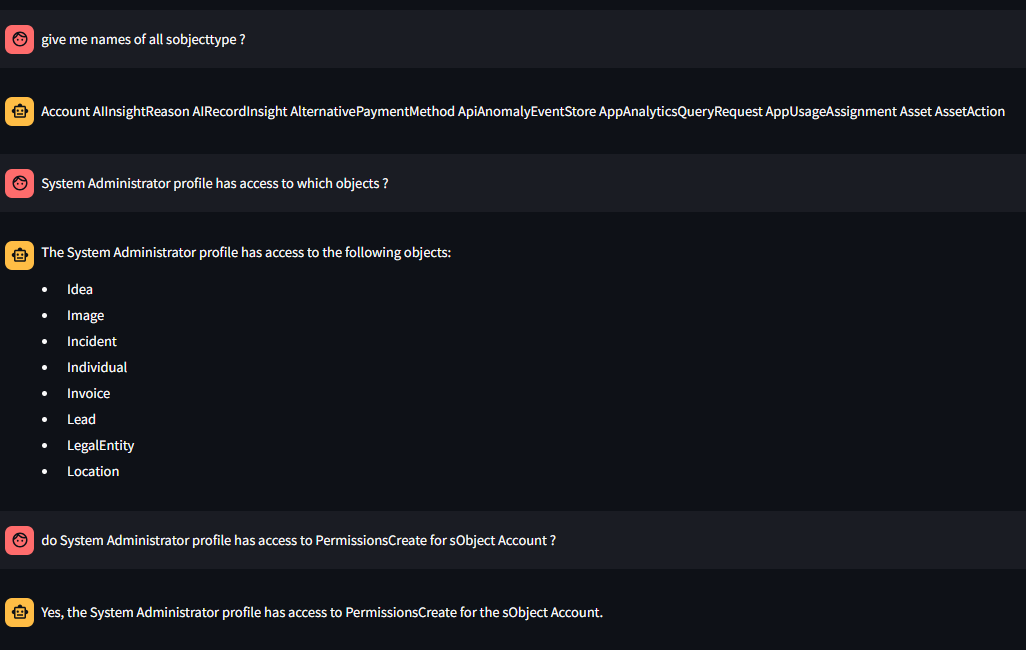 give me names of all sobjecttype ?
Account AIInsightReason AIRecordInsight AlternativePaymentMethod ApiAnomalyEventStore AppAnalyticsQueryRequest AppUsageAssignment Asset AssetAction
System Administrator profile has access to which objects ?
The System Administrator profile has access to the following objects:
• Idea
• Image
• Incident
• Individual
• Invoice
• Lead
• LegalEntity
• Location
do System Administrator profile has access to PermissionsCreate for sObject Account ?
Yes, the System Administrator profile has access to PermissionsCreate for the sObject Account.